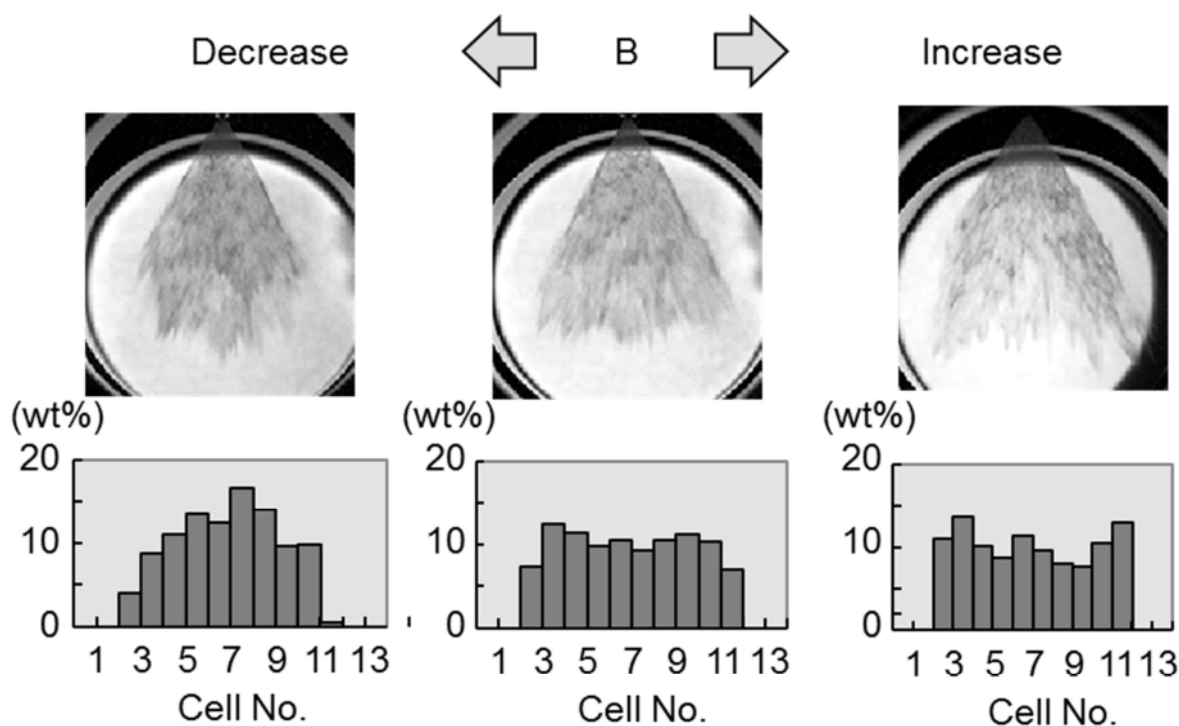 Decrease B Increase
(wt%) (wt%) (wt%)
20 20 20
10 10 10
0 0 0
1 3 5 7 9 11 13 1 3 5 7 9 11 13 1 3 5 7 9 11 13
Cell No. Cell No. Cell No.